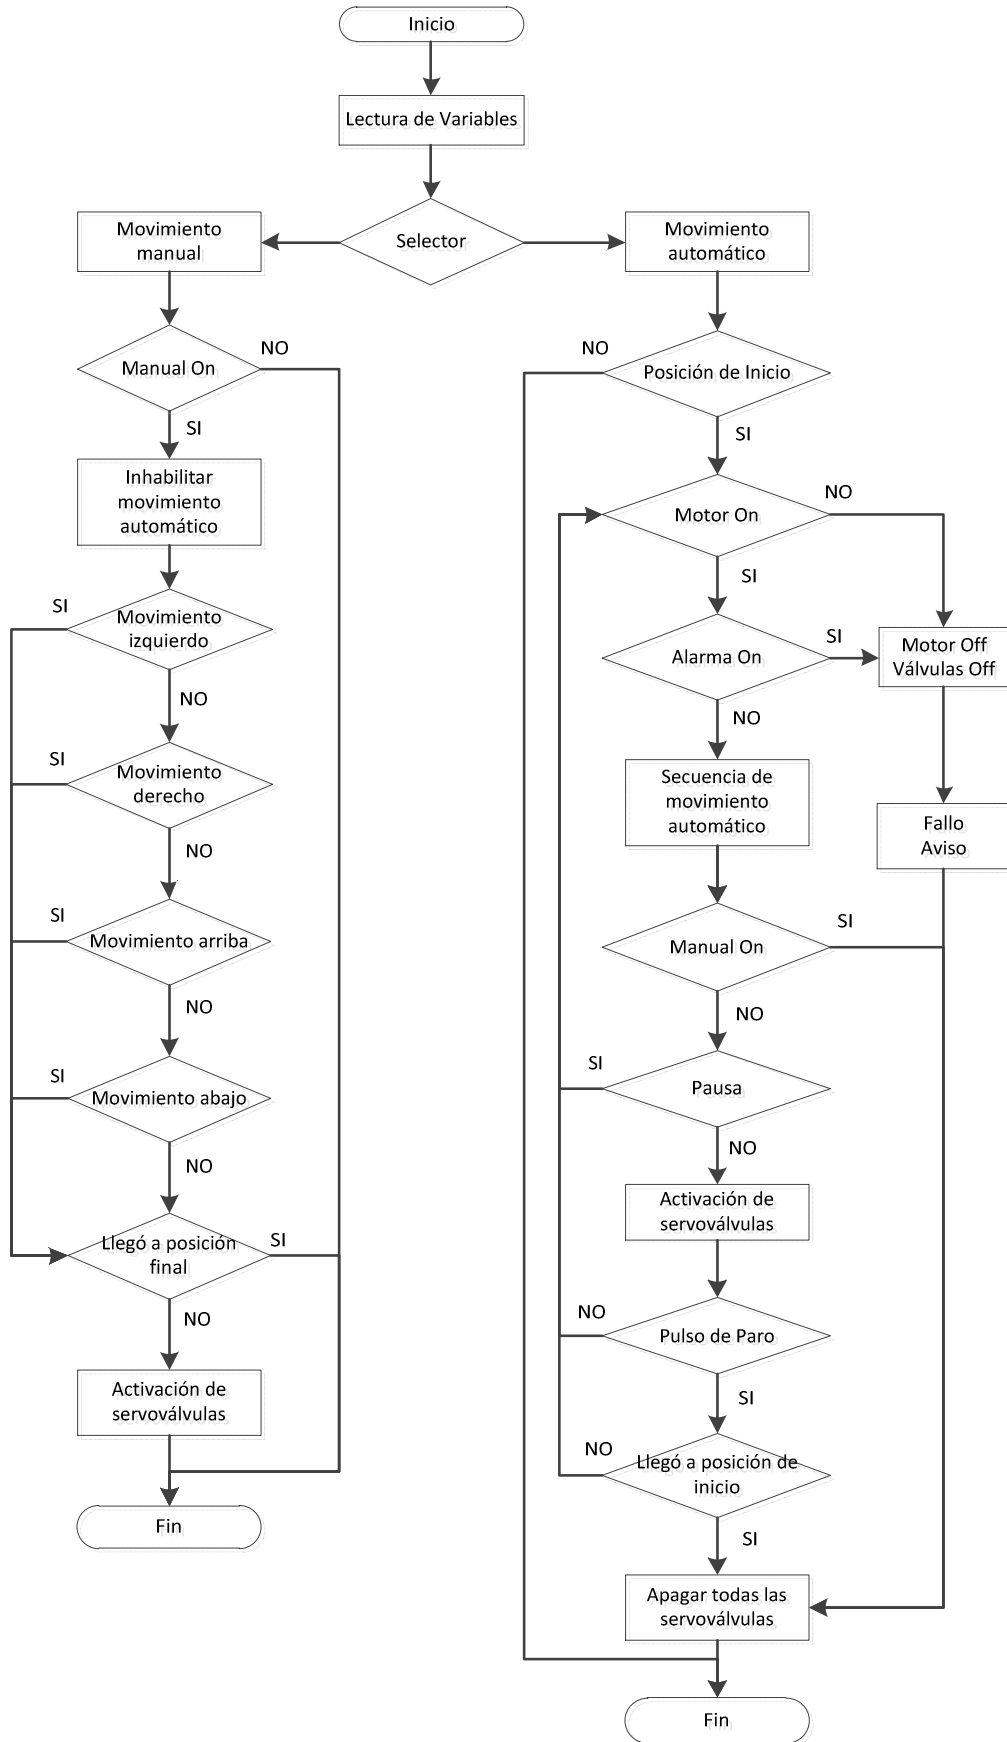 Inicio
Lectura de Variables
Selector
Movimiento
manual
Movimiento
automático
Manual On
NO
SI
Inhabilitar
movimiento
automático
Movimiento
izquierdo
SI
NO
Movimiento
derecho
SI
NO
Movimiento arriba
SI
NO
Movimiento abajo
SI
NO
Llegó a posición
final
SI
NO
Activación de
servoválvulas
Fin
Posición de Inicio
NO
SI
Motor On
NO
SI
Alarma On
SI
NO
Motor Off
Válvulas Off
Fallo
Aviso
Secuencia de
movimiento
automático
Manual On
SI
NO
Pausa
SI
NO
Activación de
servoválvulas
Pulso de Paro
NO
SI
Llegó a posición de
inicio
NO
SI
Apagar todas las
servoválvulas
Fin